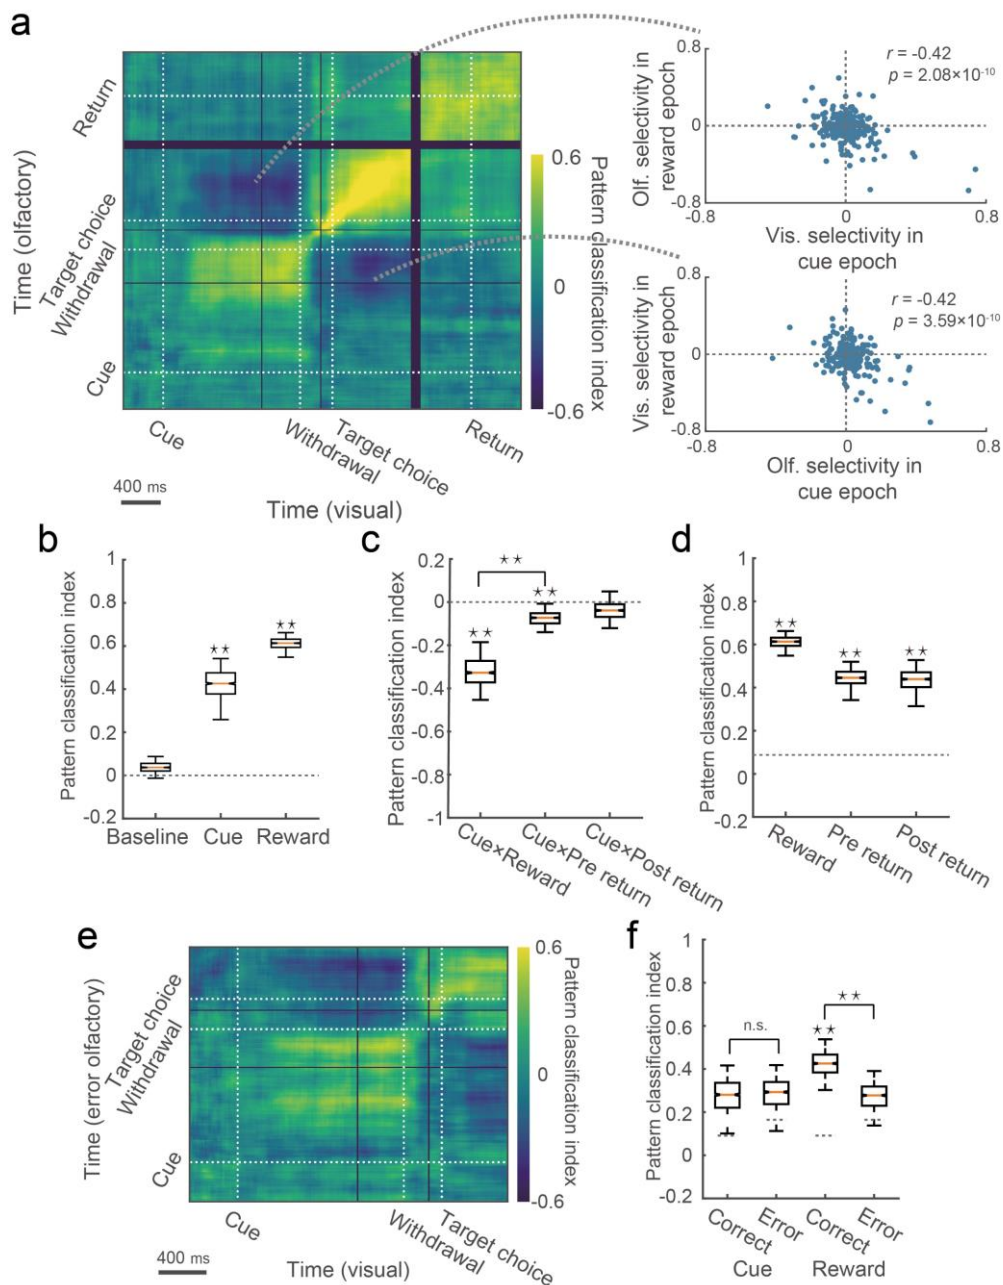 a
Time (olfactory)
Return
Target choice
Withdrawal
Cue
Cue
Withdrawal
Target choice
Return
400 ms
Time (visual)
0.6
0
-0.6
Pattern classification index
0.8
0
-0.8
Olf. selectivity in
reward epoch
r = -0.42
p = 2.08×10-10
-0.8
0
0.8
Vis. selectivity in
cue epoch
0.8
0
-0.8
Vis. selectivity in
reward epoch
r = -0.42
p = 3.59×10-10
-0.8
0
0.8
Olf. selectivity in
cue epoch
b
Pattern classification index
1
0.8
0.6
0.4
0.2
0
-0.2
★★
★★
Baseline
Cue
Reward
c
Pattern classification index
0.2
0
-0.2
-0.4
-0.6
-0.8
-1
★★
★★
★★
Cue×Reward
Cue×Pre return
Cue×Post return
d
Pattern classification index
1
0.8
0.6
0.4
0.2
0
-0.2
★★
★★
★★
Reward
Pre return
Post return
e
Time (error olfactory)
Target choice
Withdrawal
Cue
Cue
Withdrawal
Target choice
400 ms
Time (visual)
0.6
0
-0.6
Pattern classification index
f
Pattern classification index
1
0.8
0.6
0.4
0.2
0
-0.2
n.s.
★★
★★
Correct
Error
Correct
Error
Cue
Reward